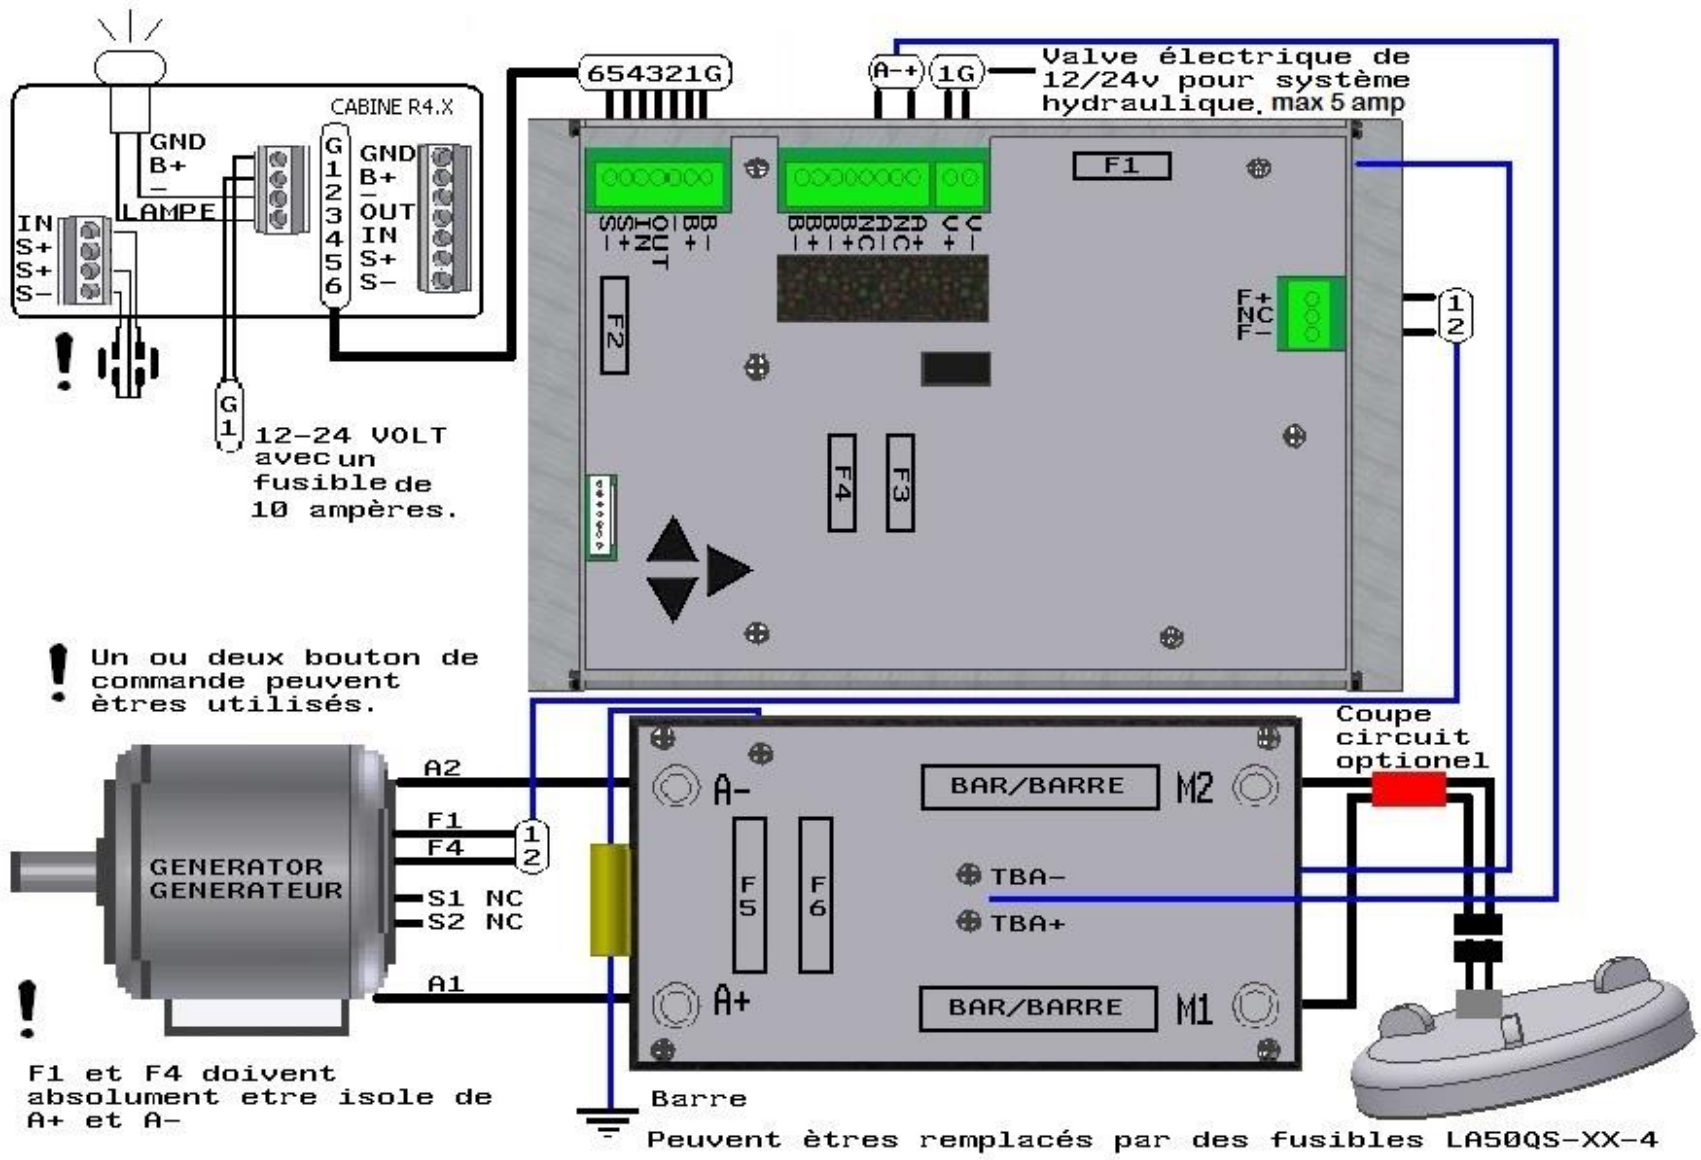 CABINE R4.X
GND
B+
-
LAMPE
IN
S+
S+
S-
G
1
2
3
4
5
6
GND
B+
-
OUT
IN
S+
S-
G
1
12-24 VOLT
avec un
fusible de
10 ampères.
654321G
A-+
1G
Valve électrique de
12/24v pour système
hydraulique. max 5 amp
S-
S+
IN
OUT
-
B+
B-
B-
B+
B-
B+
NC
A-
NC
A+
V+
V-
F1
F2
F4
F3
F+
NC
F-
1
2
Un ou deux bouton de
commande peuvent
ètres utilisés.
GENERATOR
GENERATEUR
A2
F1
F4
1
2
S1 NC
S2 NC
A1
F1 et F4 doivent
absolument etre isole de
A+ et A-
A-
BAR/BARRE
M2
F5
F6
TBA-
TBA+
A+
BAR/BARRE
M1
Coupe
circuit
optionel
Barre
Peuvent ètres remplacés par des fusibles LA50QS-XX-4